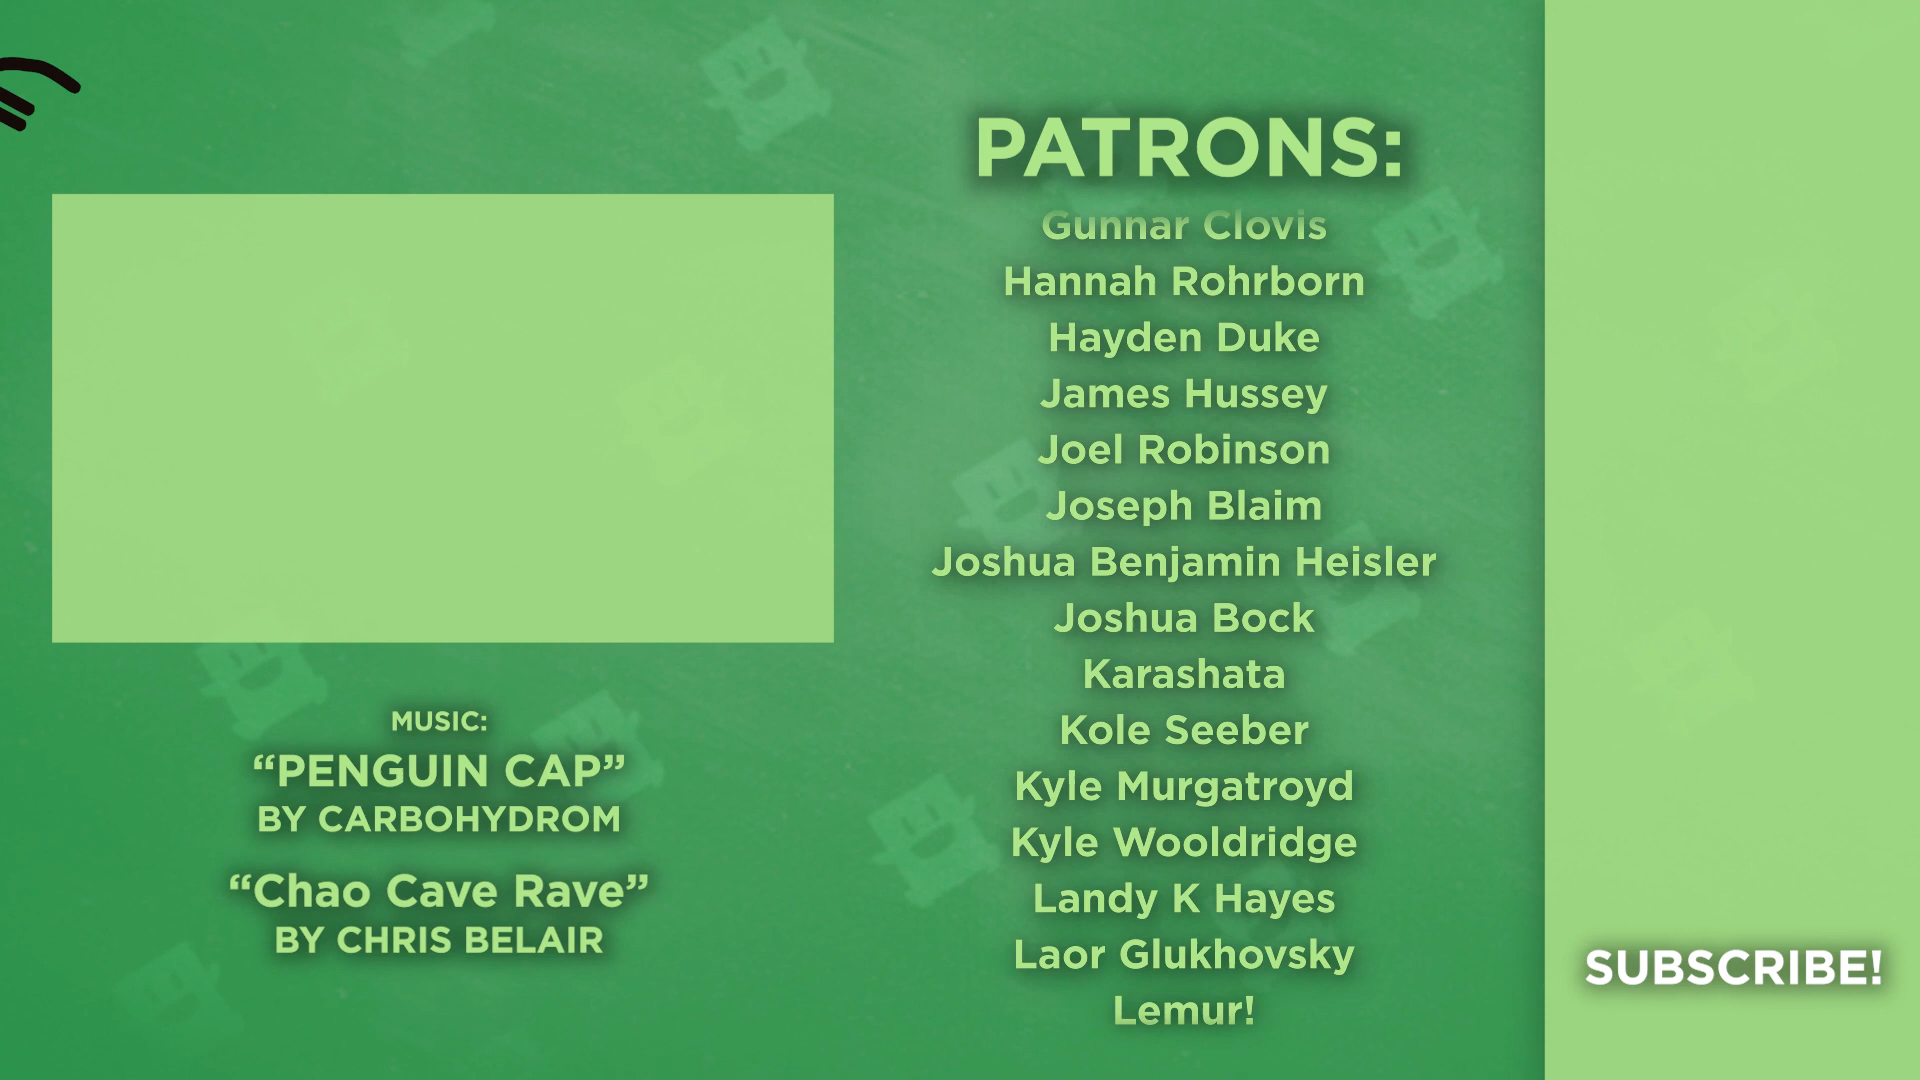 PATRONS:
Gunnar Clovis
Hannah Rohrborn
Hayden Duke
James Hussey
Joel Robinson
Joseph Blaim
Joshua Benjamin Heisler
Joshua Bock
Karashata
Kole Seeber
Kyle Murgatroyd
Kyle Wooldridge
Landy K Hayes
Laor Glukhovsky
Lemur!
MUSIC:
“PENGUIN CAP”
BY CARBOHYDROM
“Chao Cave Rave”
BY CHRIS BELAIR
SUBSCRIBE!